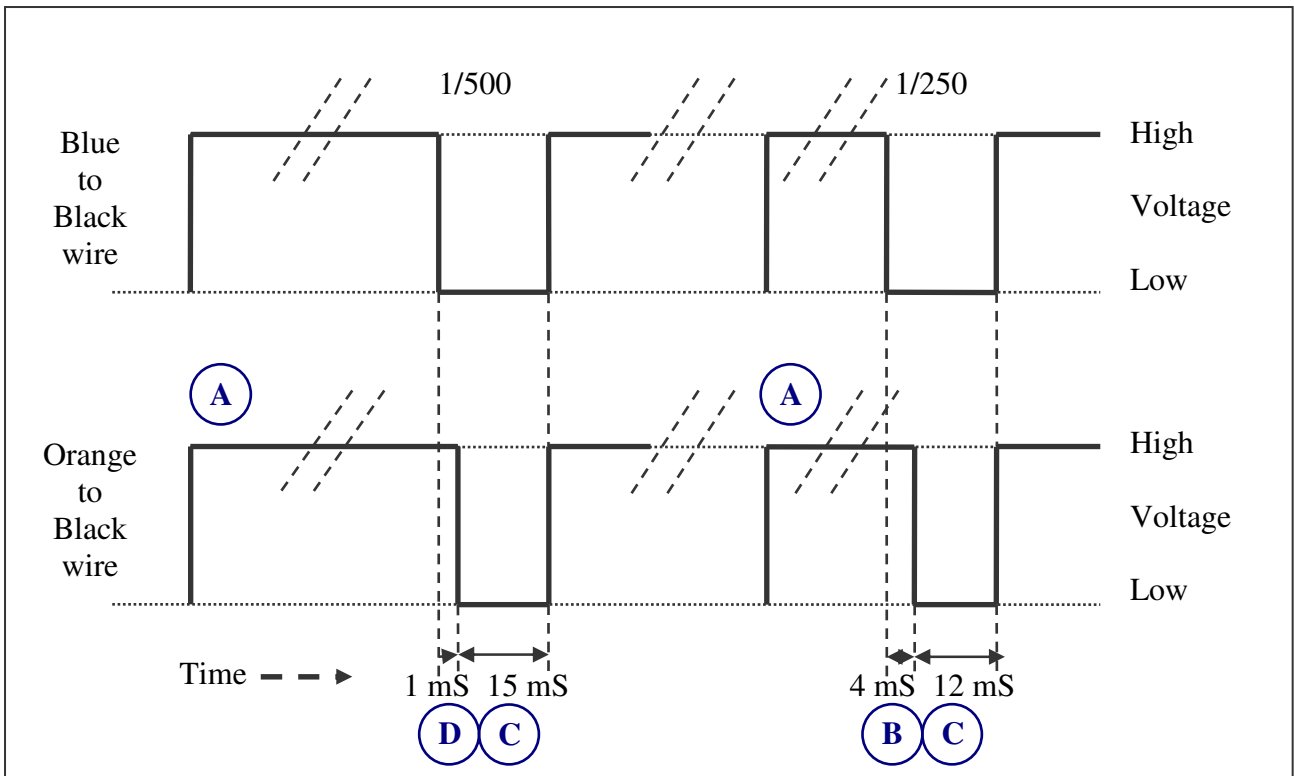 1/500
1/250
Blue
to
Black
wire
High
Voltage
Low
A
A
Orange
to
Black
wire
High
Voltage
Low
Time
1 mS
15 mS
4 mS
12 mS
D
C
B
C